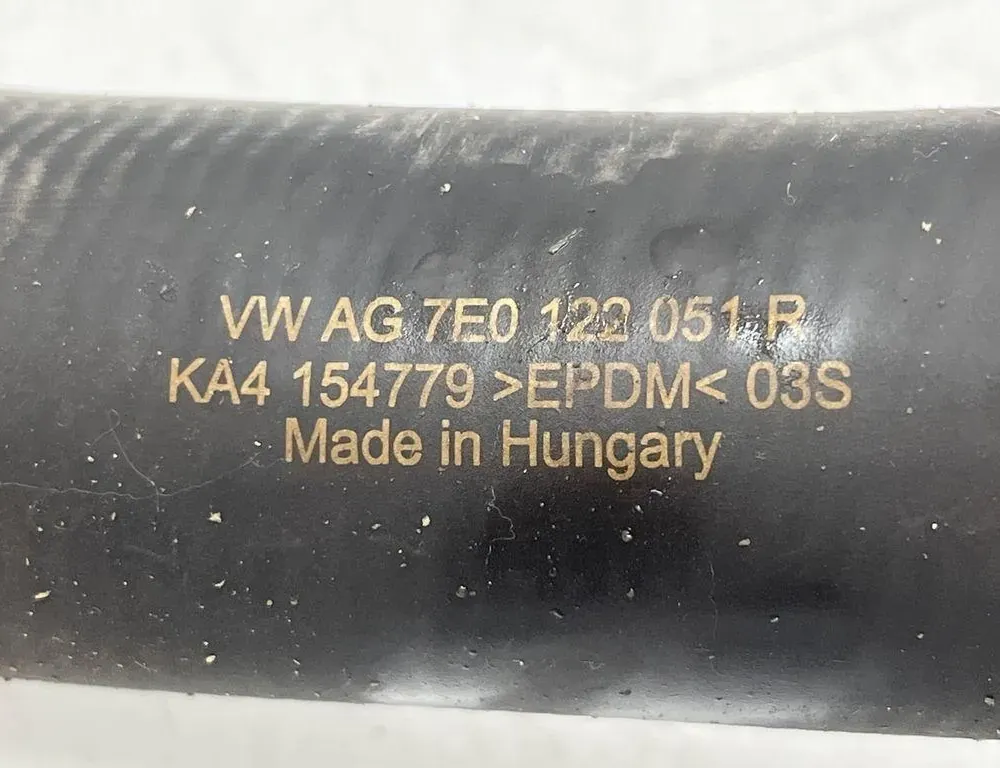 VW AG 7E0 122 051 R
KA4 154779 >EPDM< 03S
Made in Hungary